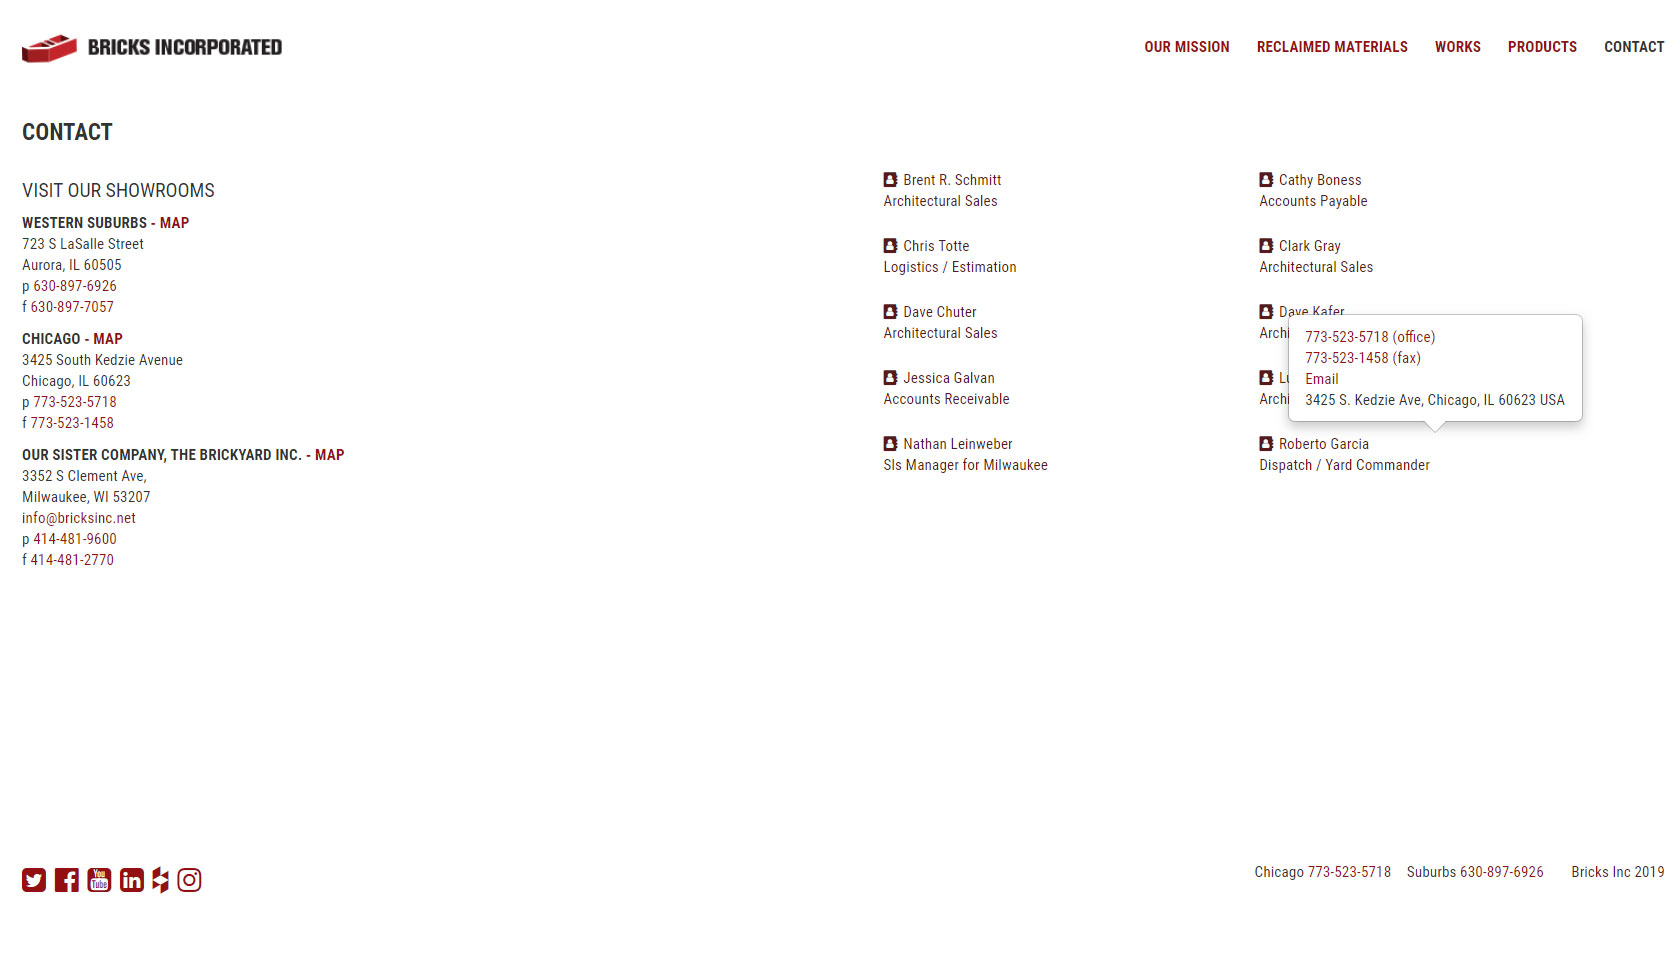 BRICKS INCORPORATED
OUR MISSION RECLAIMED MATERIALS WORKS PRODUCTS CONTACT
CONTACT
VISIT OUR SHOWROOMS
WESTERN SUBURBS - MAP
723 S LaSalle Street
Aurora, IL 60505
p 630-897-6926
f 630-897-7057
CHICAGO - MAP
3425 South Kedzie Avenue
Chicago, IL 60623
p 773-523-5718
f 773-523-1458
OUR SISTER COMPANY, THE BRICKYARD INC. - MAP
3352 S Clement Ave,
Milwaukee, WI 53207
info@bricksinc.net
p 414-481-9600
f 414-481-2770
Brent R. Schmitt
Architectural Sales
Chris Totte
Logistics / Estimation
Dave Chuter
Architectural Sales
Jessica Galvan
Accounts Receivable
Nathan Leinweber
Sls Manager for Milwaukee
Cathy Boness
Accounts Payable
Clark Gray
Architectural Sales
Dave Kafer
773-523-5718 (office)
773-523-1458 (fax)
Email
3425 S. Kedzie Ave, Chicago, IL 60623 USA
Roberto Garcia
Dispatch / Yard Commander
You
Tube
in
Chicago 773-523-5718 Suburbs 630-897-6926 Bricks Inc 2019